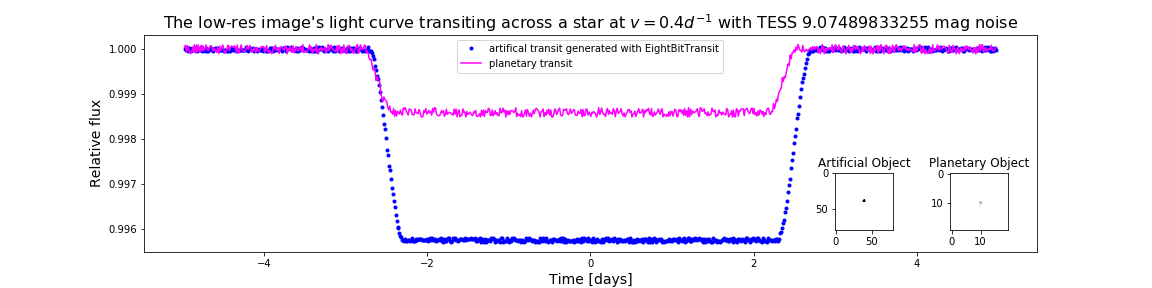 The low-res image's light curve transiting across a star at v = 0.4d⁻¹ with TESS 9.07489833255 mag noise
artifical transit generated with EightBitTransit
planetary transit
1.000
0.999
0.998
0.997
0.996
Relative flux
Artificial Object
Planetary Object
0
50
0
50
0
10
0
10
−4
−2
0
2
4
Time [days]